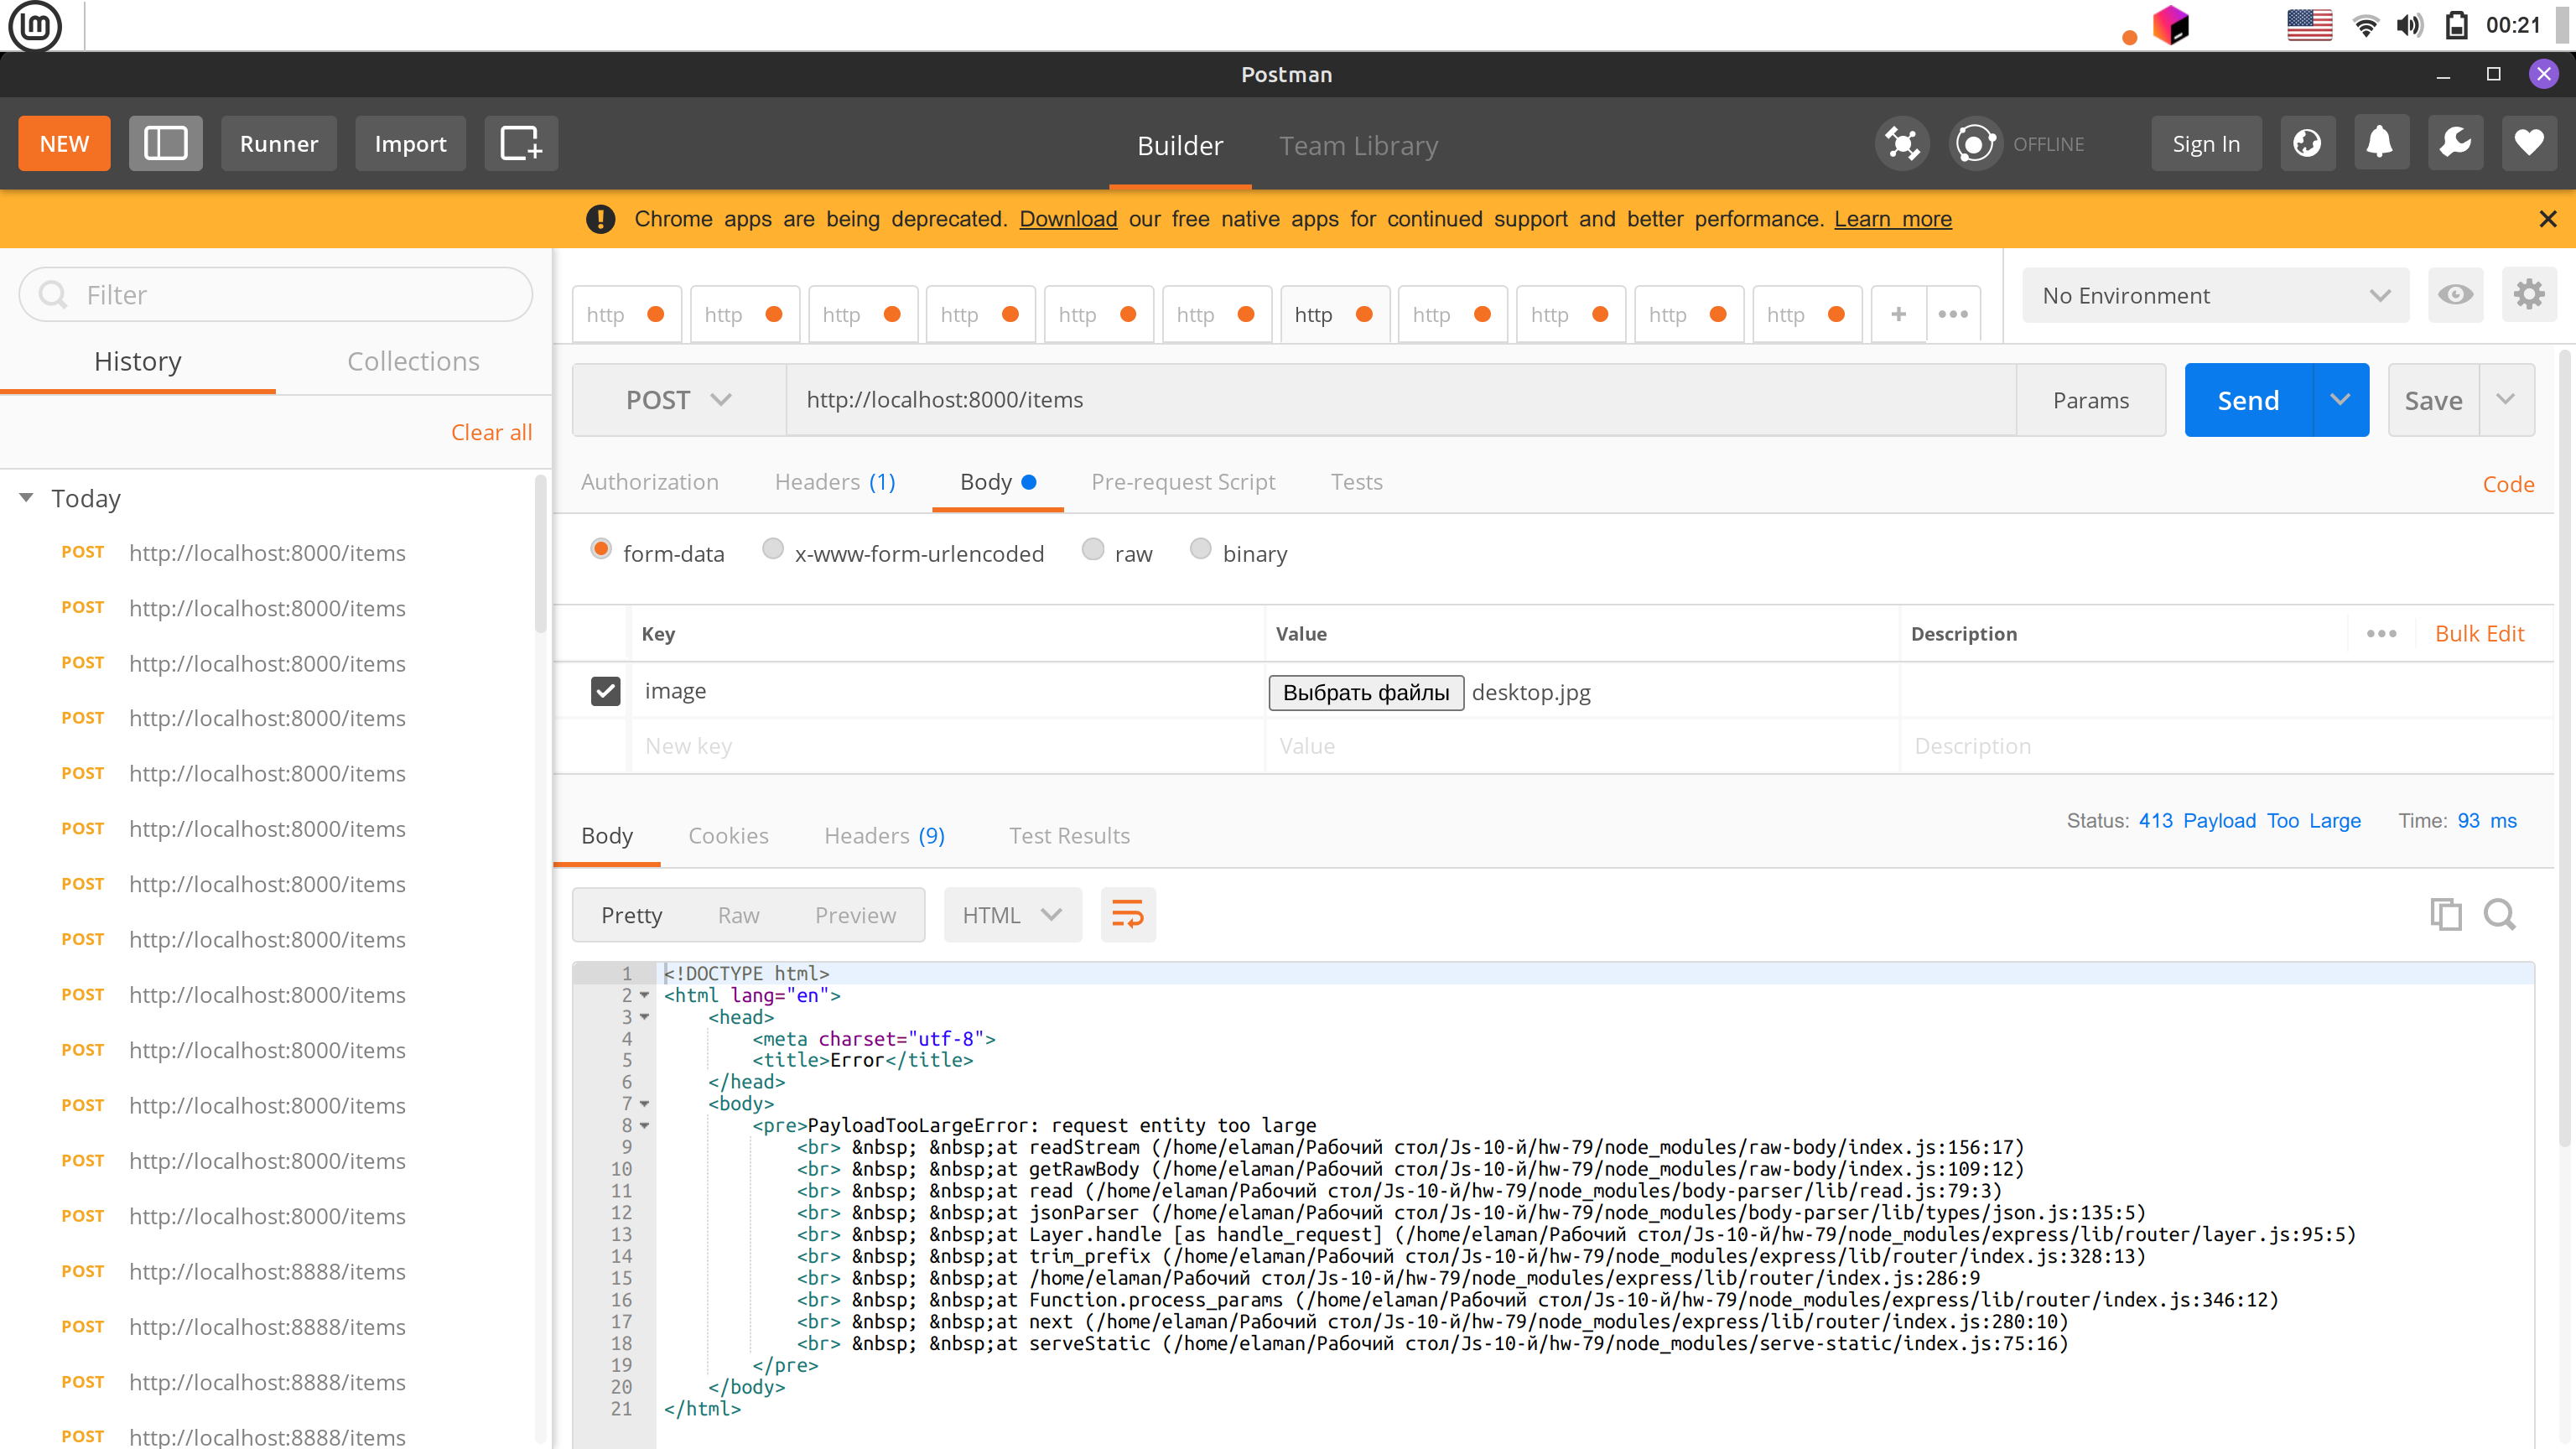 00:21
Postman
NEW
Runner
Import
Builder
Team Library
OFFLINE
Sign In
Chrome apps are being deprecated. Download our free native apps for continued support and better performance. Learn more
Filter
http http http http http http http http http http http + •••
No Environment
History
Collections
POST
http://localhost:8000/items
Params
Send
Save
Clear all
Authorization
Headers (1)
Body
Pre-request Script
Tests
Code
Today
form-data
x-www-form-urlencoded
raw
binary
POST http://localhost:8000/items
POST http://localhost:8000/items
POST http://localhost:8000/items
POST http://localhost:8000/items
POST http://localhost:8000/items
POST http://localhost:8000/items
POST http://localhost:8000/items
POST http://localhost:8000/items
POST http://localhost:8000/items
POST http://localhost:8000/items
POST http://localhost:8000/items
POST http://localhost:8000/items
POST http://localhost:8000/items
POST http://localhost:8888/items
POST http://localhost:8888/items
POST http://localhost:8888/items
POST http://localhost:8888/items
Key Value Description ••• Bulk Edit
image Выбрать файлы desktop.jpg
New key Value Description
Body
Cookies
Headers (9)
Test Results
Status: 413 Payload Too Large Time: 93 ms
Pretty
Raw
Preview
HTML
1 <!DOCTYPE html>
2 <html lang="en">
3 <head>
4 <meta charset="utf-8">
5 <title>Error</title>
6 </head>
7 <body>
8 <pre>PayloadTooLargeError: request entity too large
9 <br> &nbsp; &nbsp;at readStream (/home/elaman/Рабочий стол/Js-10-й/hw-79/node_modules/raw-body/index.js:156:17)
10 <br> &nbsp; &nbsp;at getRawBody (/home/elaman/Рабочий стол/Js-10-й/hw-79/node_modules/raw-body/index.js:109:12)
11 <br> &nbsp; &nbsp;at read (/home/elaman/Рабочий стол/Js-10-й/hw-79/node_modules/body-parser/lib/read.js:79:3)
12 <br> &nbsp; &nbsp;at jsonParser (/home/elaman/Рабочий стол/Js-10-й/hw-79/node_modules/body-parser/lib/types/json.js:135:5)
13 <br> &nbsp; &nbsp;at Layer.handle [as handle_request] (/home/elaman/Рабочий стол/Js-10-й/hw-79/node_modules/express/lib/router/layer.js:95:5)
14 <br> &nbsp; &nbsp;at trim_prefix (/home/elaman/Рабочий стол/Js-10-й/hw-79/node_modules/express/lib/router/index.js:328:13)
15 <br> &nbsp; &nbsp;at /home/elaman/Рабочий стол/Js-10-й/hw-79/node_modules/express/lib/router/index.js:286:9
16 <br> &nbsp; &nbsp;at Function.process_params (/home/elaman/Рабочий стол/Js-10-й/hw-79/node_modules/express/lib/router/index.js:346:12)
17 <br> &nbsp; &nbsp;at next (/home/elaman/Рабочий стол/Js-10-й/hw-79/node_modules/express/lib/router/index.js:280:10)
18 <br> &nbsp; &nbsp;at serveStatic (/home/elaman/Рабочий стол/Js-10-й/hw-79/node_modules/serve-static/index.js:75:16)
19 </pre>
20 </body>
21 </html>